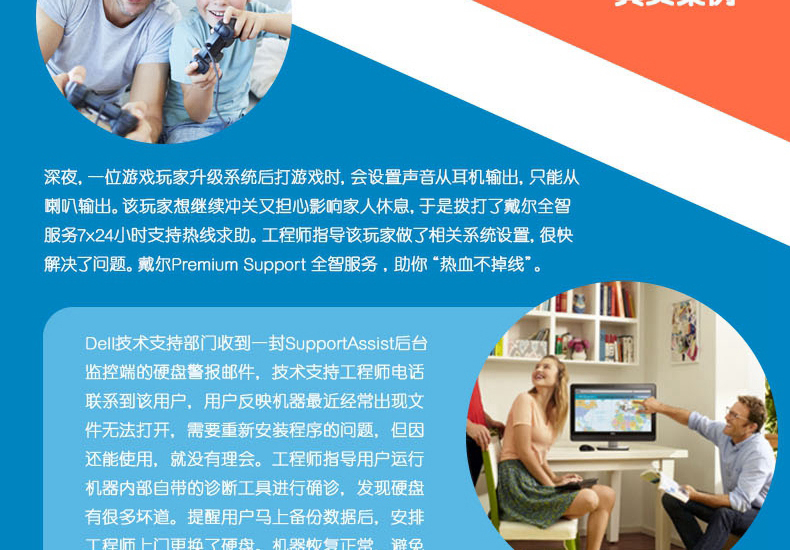 深夜，一位游戏玩家升级系统后打游戏时，会设置声音从耳机输出，只能从
喇叭输出。该玩家想继续冲关又担心影响家人休息，于是拨打了戴尔全智
服务7x24小时支持热线求助。工程师指导该玩家做了相关系统设置，很快
解决了问题。戴尔Premium Support 全智服务，助你“热血不掉线”。
Dell技术支持部门收到一封SupportAssist后台
监控端的硬盘警报邮件，技术支持工程师电话
联系到该用户，用户反映机器最近经常出现文
件无法打开，需要重新安装程序的问题，但因
还能使用，就没有理会。工程师指导用户运行
机器内部自带的诊断工具进行确诊，发现硬盘
有很多坏道。提醒用户马上备份数据后，安排
工程师上门更换了硬盘。机器恢复正常，避免